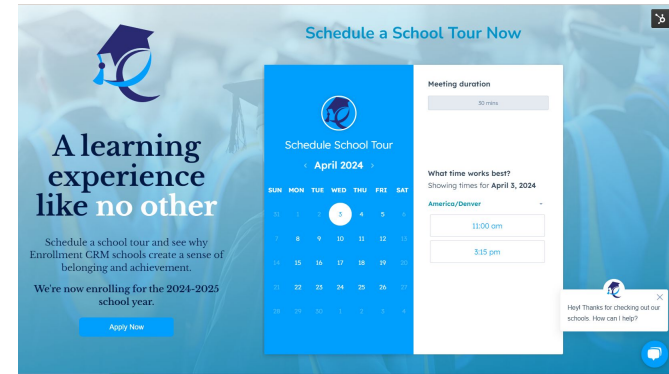 Schedule a School Tour Now
A learning
experience
like no other
Schedule a school tour and see why
Enrollment CRM schools create a sense of
belonging and achievement.
We're now enrolling for the 2024-2025
school year.
Apply Now
Schedule School Tour
‹ April 2024 ›
SUN MON TUE WED THU FRI SAT
31 1 2 3 4 5 6
7 8 9 10 11 12 13
14 15 16 17 18 19 20
21 22 23 24 25 26 27
28 29 30 1 2 3 4
Meeting duration
30 mins
What time works best?
Showing times for April 3, 2024
America/Denver
11:00 am
3:15 pm
Hey! Thanks for checking out our
schools. How can I help?